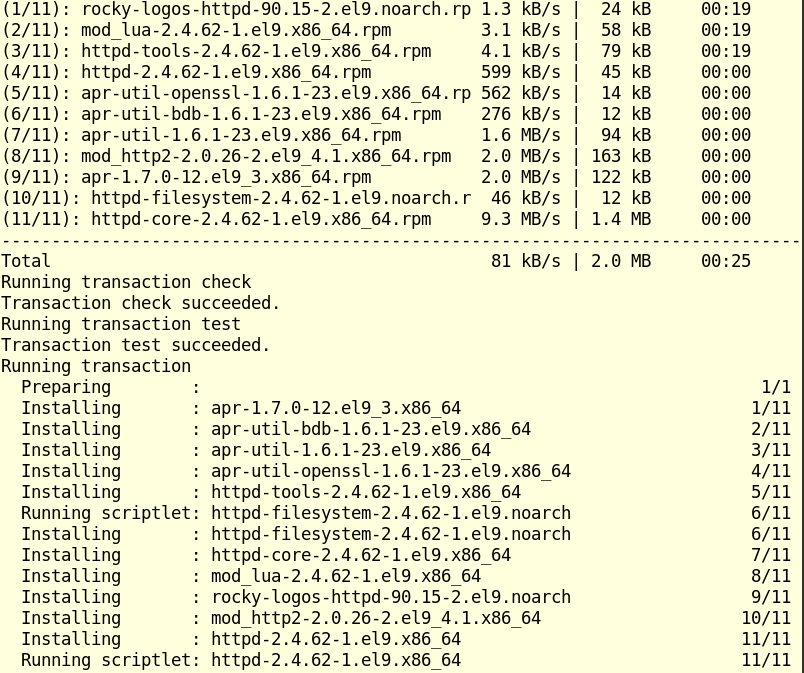 (1/11): rocky-logos-httpd-90.15-2.el9.noarch.rp 1.3 kB/s |  24 kB     00:19
(2/11): mod_lua-2.4.62-1.el9.x86_64.rpm         3.1 kB/s |  58 kB     00:19
(3/11): httpd-tools-2.4.62-1.el9.x86_64.rpm     4.1 kB/s |  79 kB     00:19
(4/11): httpd-2.4.62-1.el9.x86_64.rpm           599 kB/s |  45 kB     00:00
(5/11): apr-util-openssl-1.6.1-23.el9.x86_64.rp 562 kB/s |  14 kB     00:00
(6/11): apr-util-bdb-1.6.1-23.el9.x86_64.rpm    276 kB/s |  12 kB     00:00
(7/11): apr-util-1.6.1-23.el9.x86_64.rpm        1.6 MB/s |  94 kB     00:00
(8/11): mod_http2-2.0.26-2.el9_4.1.x86_64.rpm   2.0 MB/s | 163 kB     00:00
(9/11): apr-1.7.0-12.el9_3.x86_64.rpm           2.0 MB/s | 122 kB     00:00
(10/11): httpd-filesystem-2.4.62-1.el9.noarch.r  46 kB/s |  12 kB     00:00
(11/11): httpd-core-2.4.62-1.el9.x86_64.rpm     9.3 MB/s | 1.4 MB     00:00
--------------------------------------------------------------------------------
Total                                            81 kB/s | 2.0 MB     00:25
Running transaction check
Transaction check succeeded.
Running transaction test
Transaction test succeeded.
Running transaction
  Preparing        :                                                        1/1
  Installing       : apr-1.7.0-12.el9_3.x86_64                             1/11
  Installing       : apr-util-bdb-1.6.1-23.el9.x86_64                      2/11
  Installing       : apr-util-1.6.1-23.el9.x86_64                          3/11
  Installing       : apr-util-openssl-1.6.1-23.el9.x86_64                  4/11
  Installing       : httpd-tools-2.4.62-1.el9.x86_64                       5/11
  Running scriptlet: httpd-filesystem-2.4.62-1.el9.noarch                  6/11
  Installing       : httpd-filesystem-2.4.62-1.el9.noarch                  6/11
  Installing       : httpd-core-2.4.62-1.el9.x86_64                        7/11
  Installing       : mod_lua-2.4.62-1.el9.x86_64                           8/11
  Installing       : rocky-logos-httpd-90.15-2.el9.noarch                  9/11
  Installing       : mod_http2-2.0.26-2.el9_4.1.x86_64                    10/11
  Installing       : httpd-2.4.62-1.el9.x86_64                            11/11
  Running scriptlet: httpd-2.4.62-1.el9.x86_64                            11/11